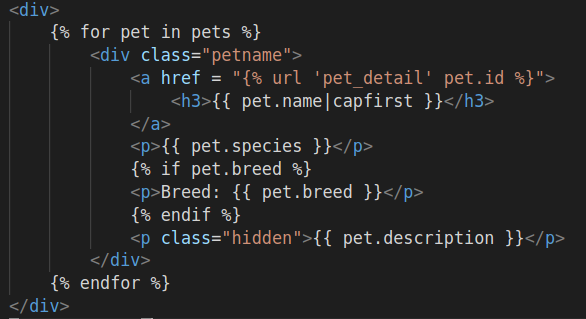 <div>
    {% for pet in pets %}
        <div class="petname">
            <a href = "{% url 'pet_detail' pet.id %}">
                <h3>{{ pet.name|capfirst }}</h3>
            </a>
            <p>{{ pet.species }}</p>
            {% if pet.breed %}
            <p>Breed: {{ pet.breed }}</p>
            {% endif %}
            <p class="hidden">{{ pet.description }}</p>
        </div>
    {% endfor %}
</div>